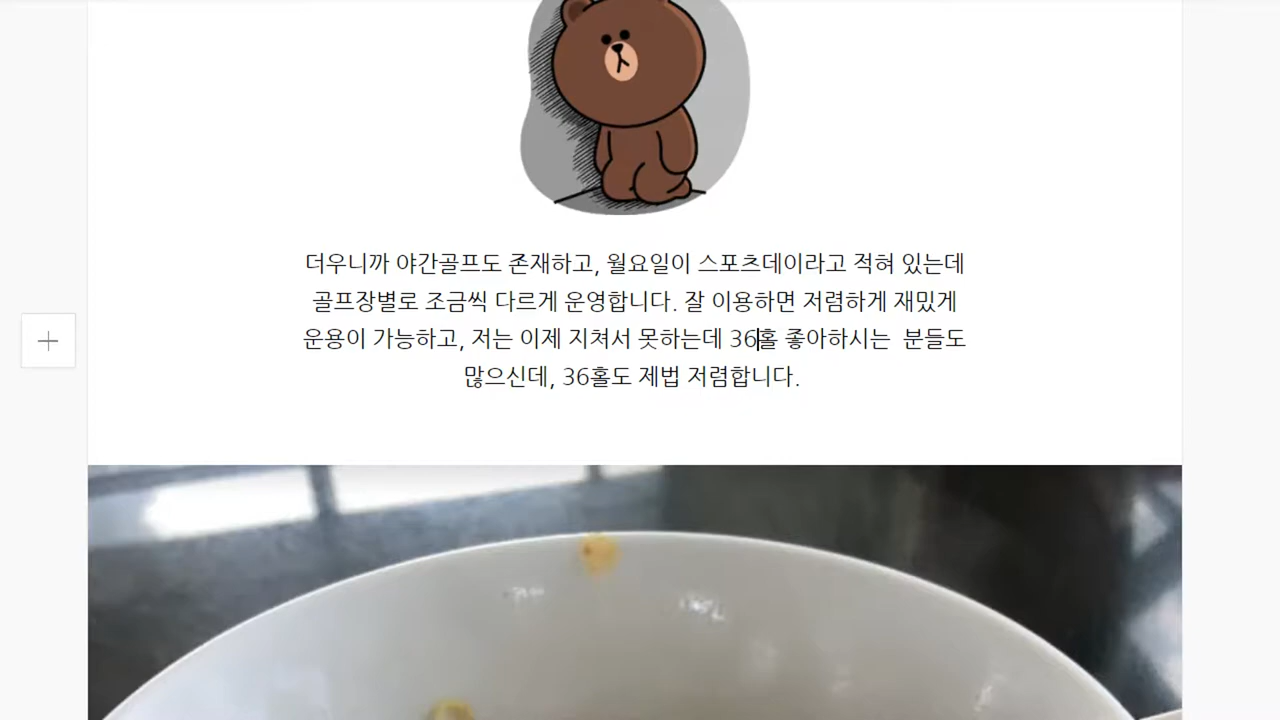 더우니까 야간골프도 존재하고, 월요일이 스포츠데이라고 적혀 있는데
골프장별로 조금씩 다르게 운영합니다. 잘 이용하면 저렴하게 재밌게
운용이 가능하고, 저는 이제 지쳐서 못하는데 36홀 좋아하시는  분들도
많으신데, 36홀도 제법 저렴합니다.